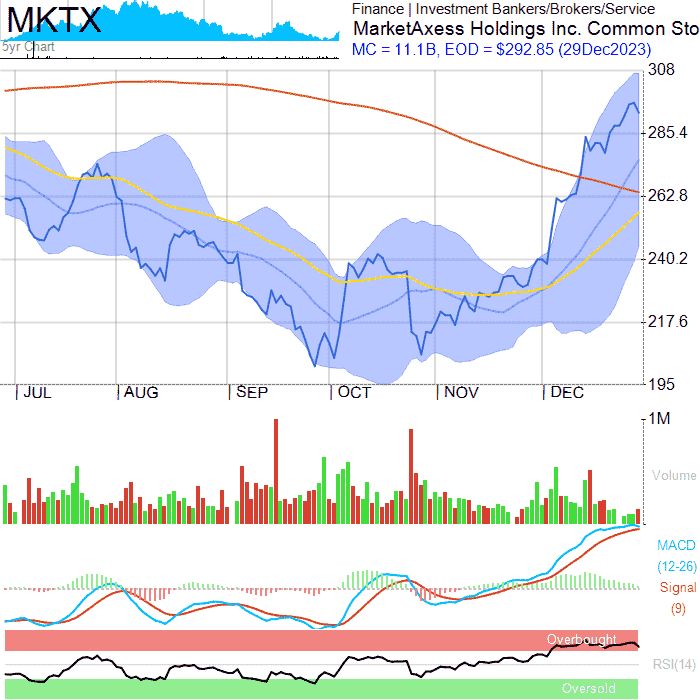 MKTX
5yr Chart
Finance | Investment Bankers/Brokers/Service
MarketAxess Holdings Inc. Common Sto
MC = 11.1B, EOD = $292.85 (29Dec2023)
308
285.4
262.8
240.2
217.6
195
JUL AUG SEP OCT NOV DEC
1M
Volume
MACD
(12-26)
Signal
(9)
Overbought
RSI(14)
Oversold